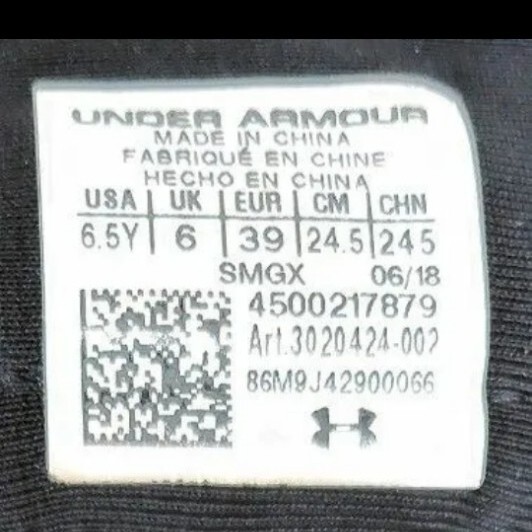 UNDER ARMOUR
MADE IN CHINA
FABRIQUÉ EN CHINE
HECHO EN CHINA
USA | UK | EUR | CM | CHN
6.5Y | 6 | 39 | 24.5 | 245
SMGX 06/18
4500217879
Art.3020424-002
86M9J42900066